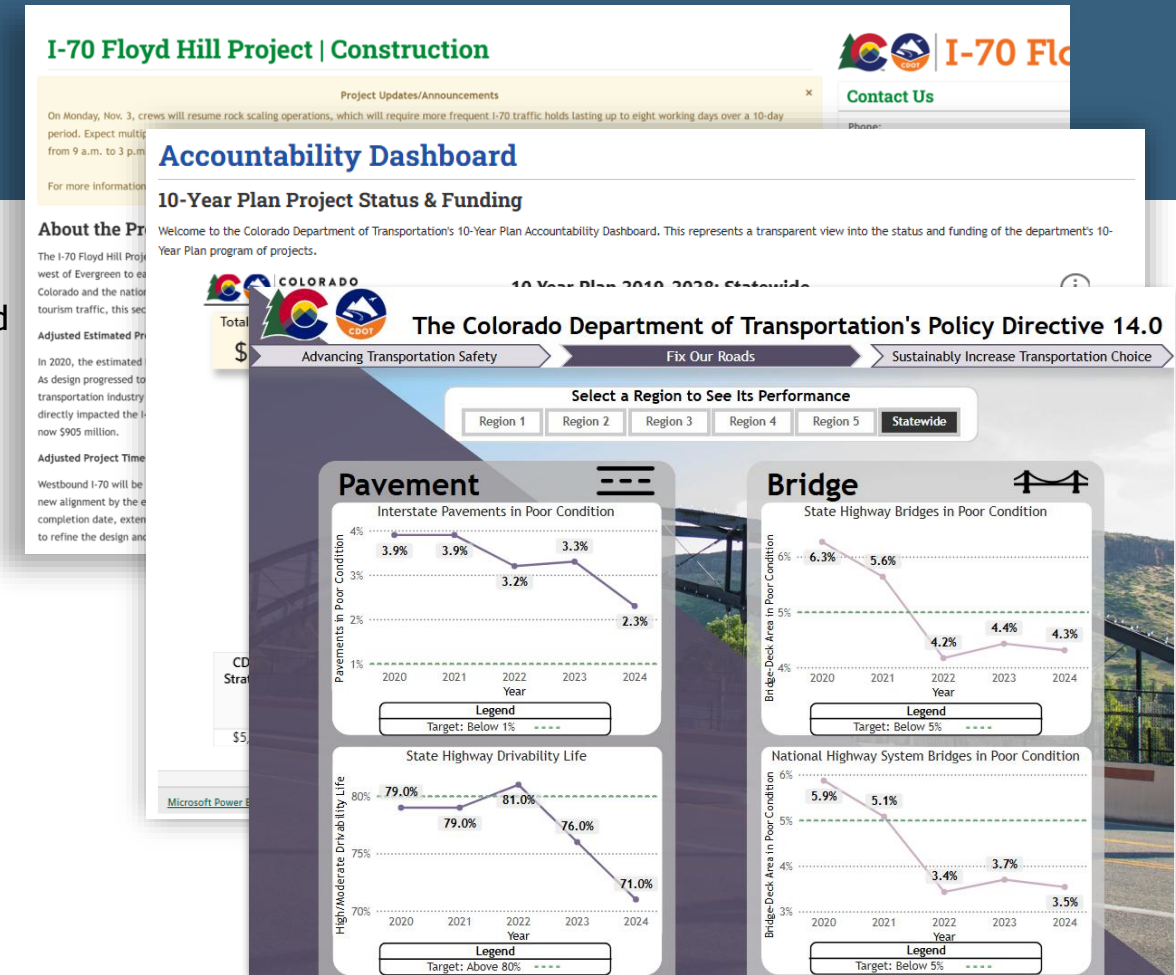 I-70 Floyd Hill Project | Construction
Project Updates/Announcements ×
On Monday, Nov. 3, crews will resume rock scaling operations, which will require more frequent I-70 traffic holds lasting up to eight working days over a 10-day
period. Expect
from 9 a.m. to 3 p.m
For more information
About the
The I-70 Floyd Hill
west of Evergreen to
Colorado and the
tourism traffic, this
Adjusted Estimated
In 2020, the estimated
As design progressed
transportation industry
directly impacted the
now $905 million.
Adjusted Project Time
Westbound I-70 will be
new alignment by the
completion date,
to refine the design
CDOT
I-70
Contact Us
Phone:
Accountability Dashboard
10-Year Plan Project Status & Funding
Welcome to the Colorado Department of Transportation's 10-Year Plan Accountability Dashboard. This represents a transparent view into the status and funding of the department's 10-
Year Plan program of projects.
COLORADO
10-Year Plan 2019-2028: Statewide
Total
$
$5,
Microsoft Power
CDOT
The Colorado Department of Transportation's Policy Directive 14.0
Advancing Transportation Safety
Fix Our Roads
Sustainably Increase Transportation Choice
Select a Region to See Its Performance
Region 1 Region 2 Region 3 Region 4 Region 5 Statewide
Pavement
Interstate Pavements in Poor Condition
Pavements in Poor Condition
4%
3%
2%
1%
3.9% 3.9% 3.2% 3.3% 2.3%
2020 2021 2022 2023 2024
Year
Legend
Target: Below 1%
State Highway Drivability Life
High/Moderate Drivability Life
80%
75%
70%
79.0% 79.0% 81.0% 76.0% 71.0%
2020 2021 2022 2023 2024
Year
Legend
Target: Above 80%
Bridge
State Highway Bridges in Poor Condition
Bridge-Deck Area in Poor Condition
6%
5%
4%
6.3% 5.6% 4.2% 4.4% 4.3%
2020 2021 2022 2023 2024
Year
Legend
Target: Below 5%
National Highway System Bridges in Poor Condition
Bridge-Deck Area in Poor Condition
6%
5%
4%
3%
5.9% 5.1% 3.4% 3.7% 3.5%
2020 2021 2022 2023 2024
Year
Legend
Target: Below 5%